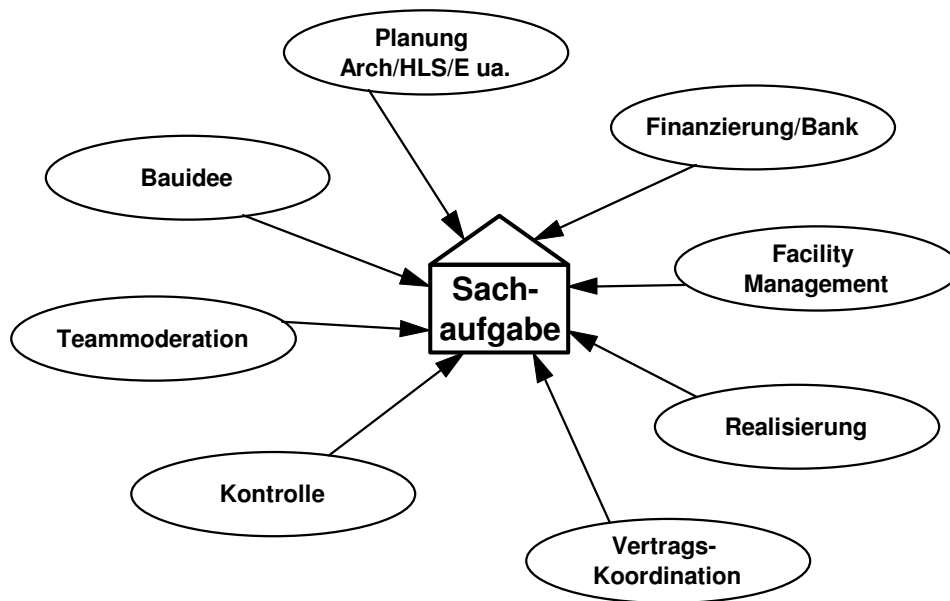 Planung
Arch/HLS/E ua.
Finanzierung/Bank
Bauidee
Facility
Management
Sach-
aufgabe
Teammoderation
Realisierung
Kontrolle
Vertrags-
Koordination